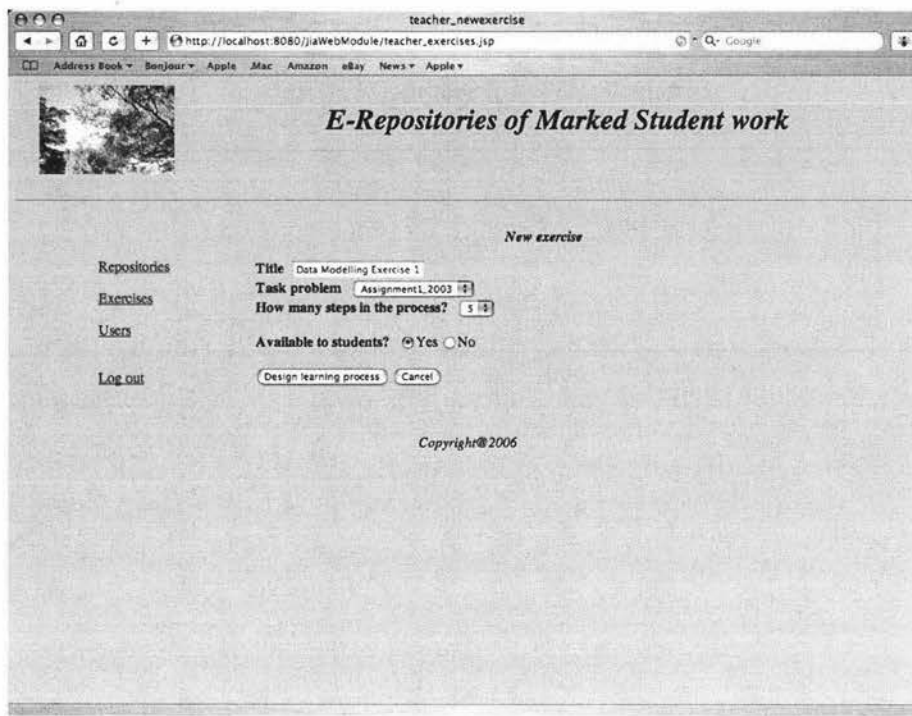 teacher_newexercise
http://localhost:8080/jiaWebModule/teacher_exercises.jsp Q- Google
Address Book Bonjour Apple .Mac Amazon eBay News Apple
E-Repositories of Marked Student work
New exercise
Repositories
Exercises
Users
Log out
Title Data Modelling Exercise 1
Task problem Assignment1_2003
How many steps in the process? 5
Available to students? Yes No
Design learning process Cancel
Copyright@2006